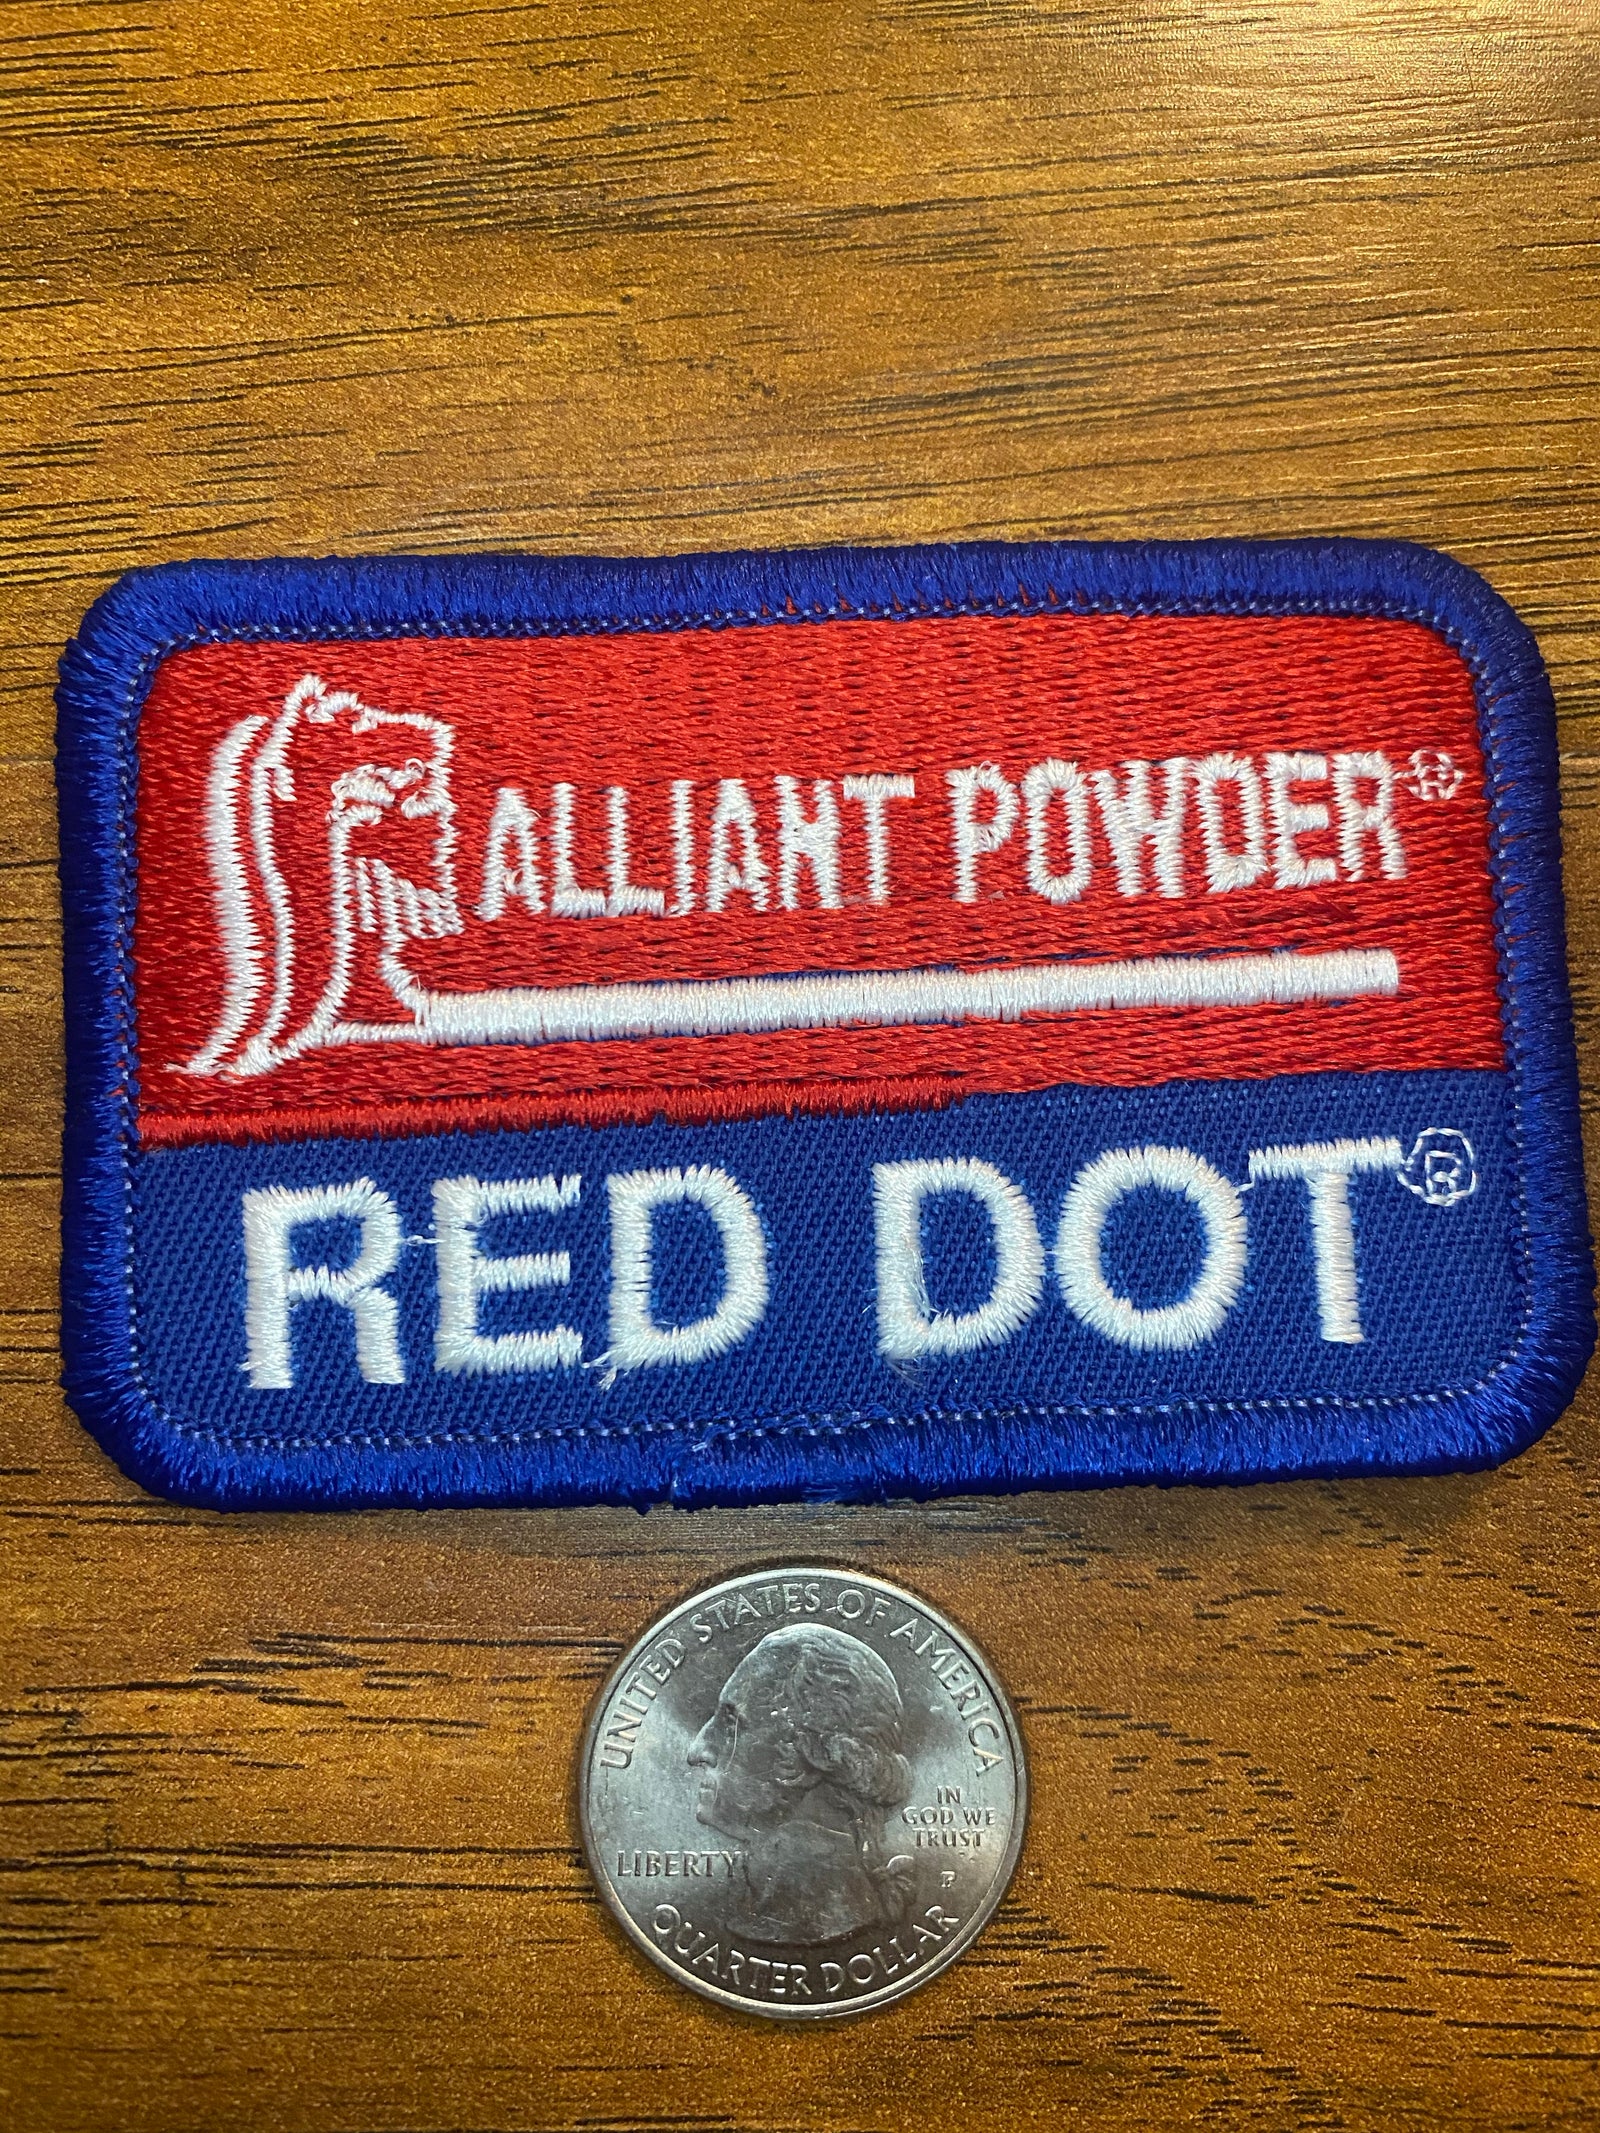 ALLIANT POWDER®
RED DOT®
UNITED STATES OF AMERICA
IN
GOD WE
TRUST
LIBERTY
P
QUARTER DOLLAR